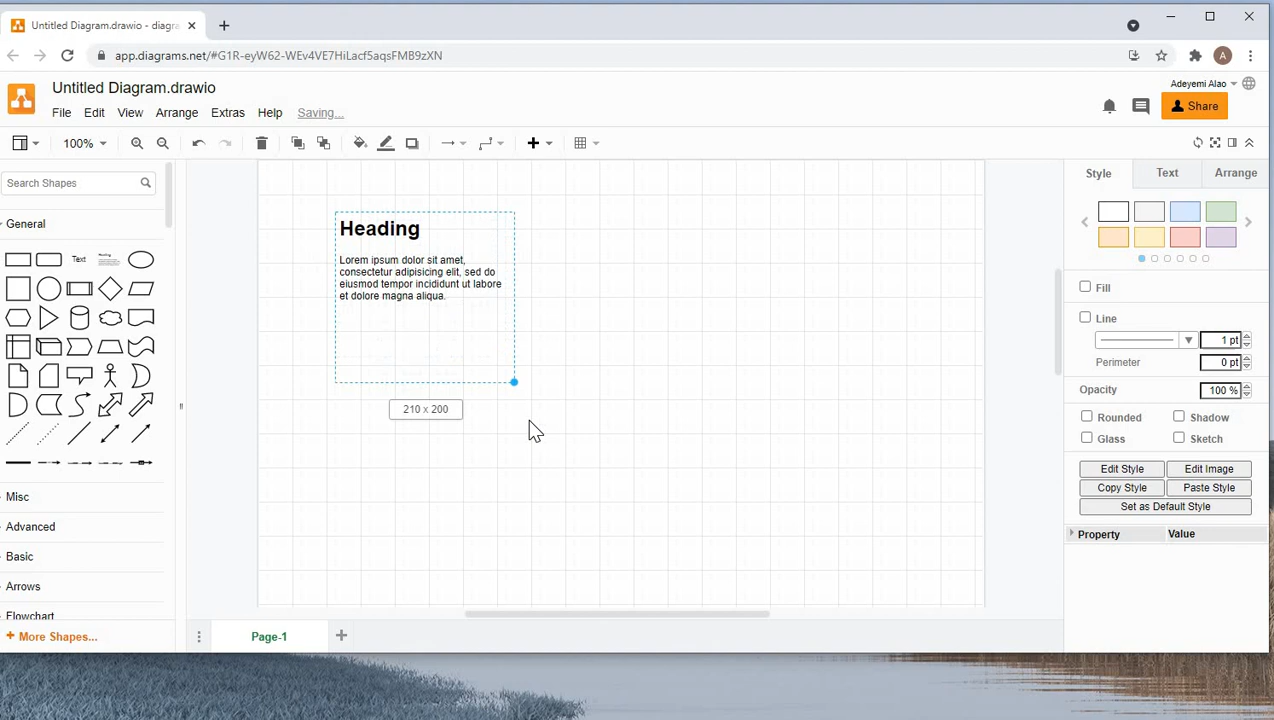 Untitled Diagram.drawio - diagra
app.diagrams.net/#G1R-eyW62-WEv4VE7HiLacf5aqsFMB9zXN
A
Untitled Diagram.drawio
Adeyemi Alao
File Edit View Arrange Extras Help Saving...
Share
100%
Search Shapes
Style Text Arrange
General
Text
Heading
Lorem ipsum dolor sit amet,
consectetur adipisicing elit, sed do
eiusmod tempor incididunt ut labore
et dolore magna aliqua.
210 x 200
Fill
Line
1 pt
Perimeter
0 pt
Opacity
100 %
Rounded Shadow
Glass Sketch
Edit Style Edit Image
Copy Style Paste Style
Set as Default Style
Property Value
Misc
Advanced
Basic
Arrows
Flowchart
+ More Shapes...
Page-1